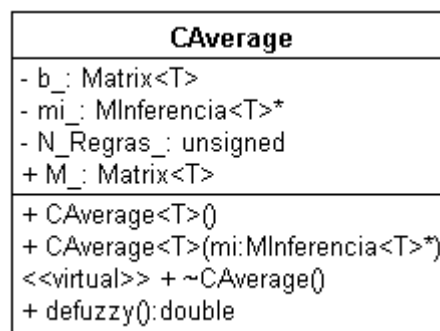 CAverage
- b_: Matrix<T>
- mi_: MInferencia<T>*
- N_Regras_: unsigned
+ M_: Matrix<T>
+ CAverage<T>()
+ CAverage<T>(mi:MInferencia<T>*)
<<virtual>> + ~CAverage()
+ defuzzy():double